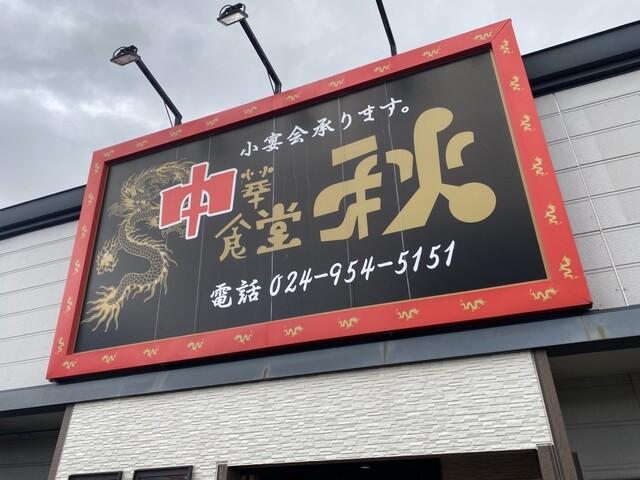 小宴会承ります。
中華食堂 秋
電話 024-954-5151